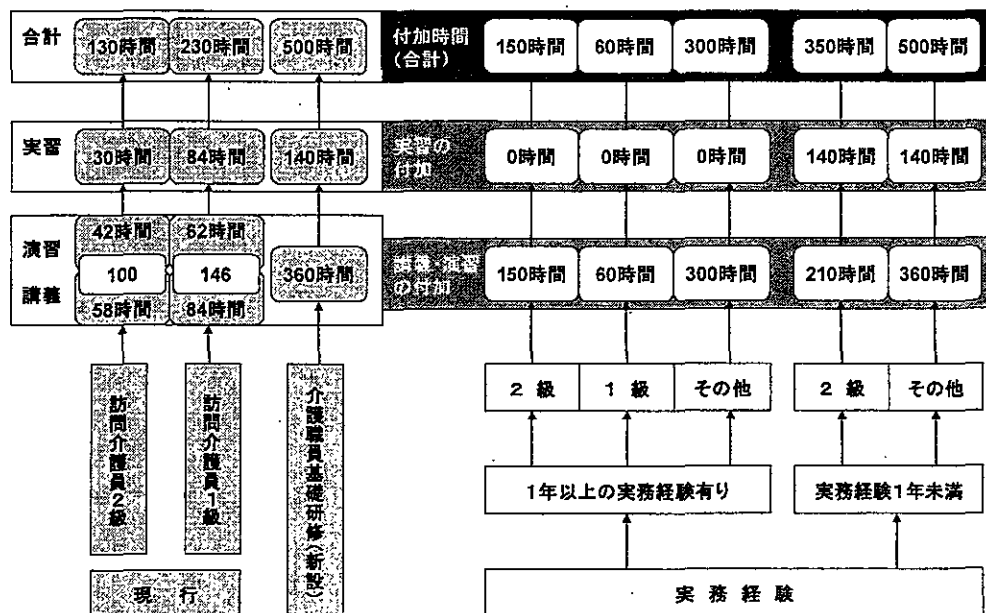 合計
130時間
230時間
500時間
付加時間
(合計)
150時間
60時間
300時間
350時間
500時間
実習
30時間
84時間
140時間
実習の
付加
0時間
0時間
0時間
140時間
140時間
演習
講義
42時間
62時間
100
146
360時間
58時間
84時間
の付加
150時間
60時間
300時間
210時間
360時間
訪問介護員2級
訪問介護員1級
介護職員基礎研修(新設)
2 級
1 級
その他
2 級
その他
1年以上の実務経験有り
実務経験1年未満
現 行
実 務 経 験